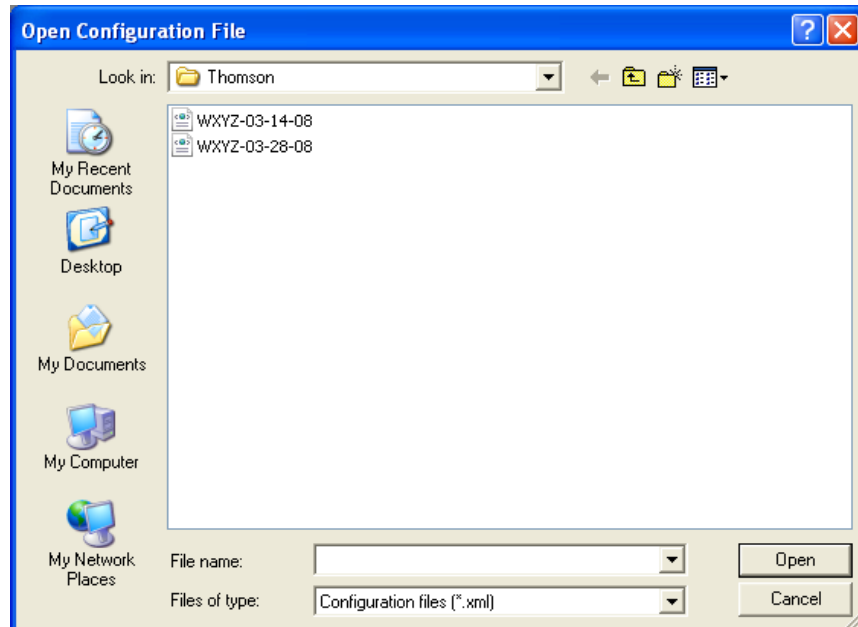 Open Configuration File
Look in: Thomson
WXYZ-03-14-08
WXYZ-03-28-08
My Recent
Documents
Desktop
My Documents
My Computer
My Network
Places
File name:
Open
Files of type: Configuration files (*.xml)
Cancel